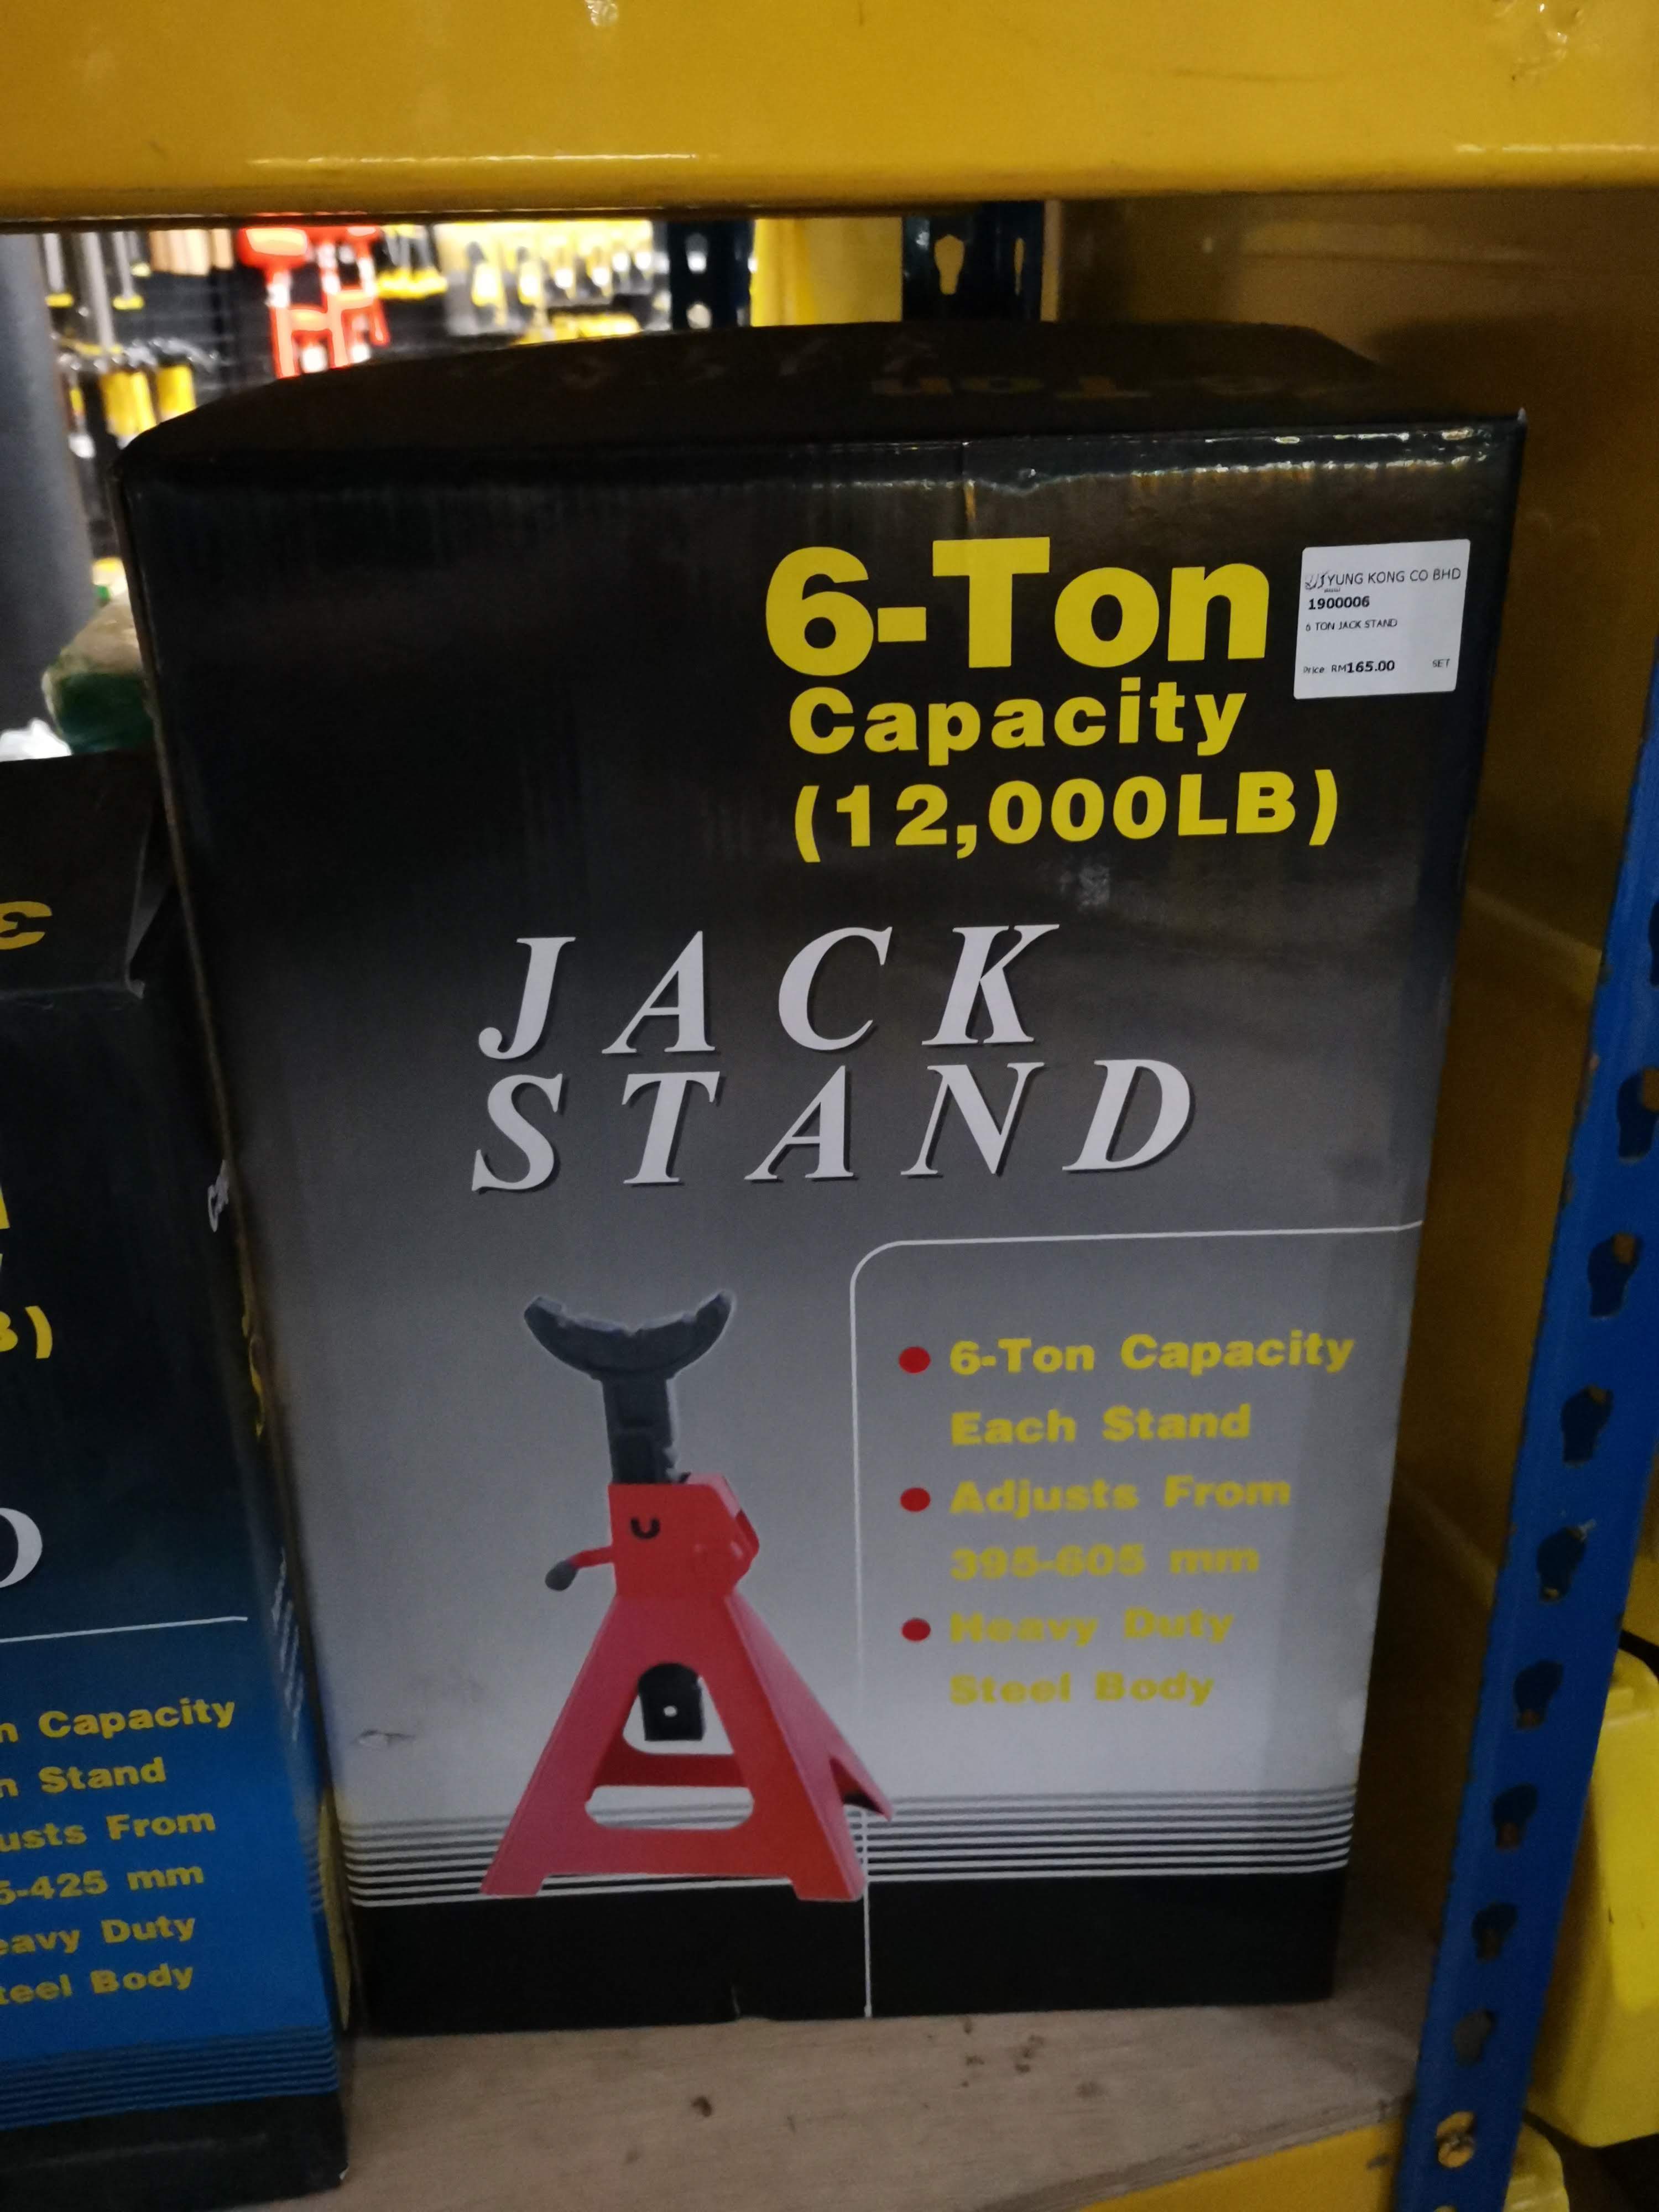 6-Ton
Capacity
(12,000LB)
YUNG KONG CO BHD
1900006
6 TON JACK STAND
Price RM165.00 SET
JACK
STAND
6-Ton Capacity
Each Stand
Adjusts From
395-605 mm
Heavy Duty
Steel Body
3
B)
D
n Capacity
h Stand
usts From
5-425 mm
eavy Duty
teel Body